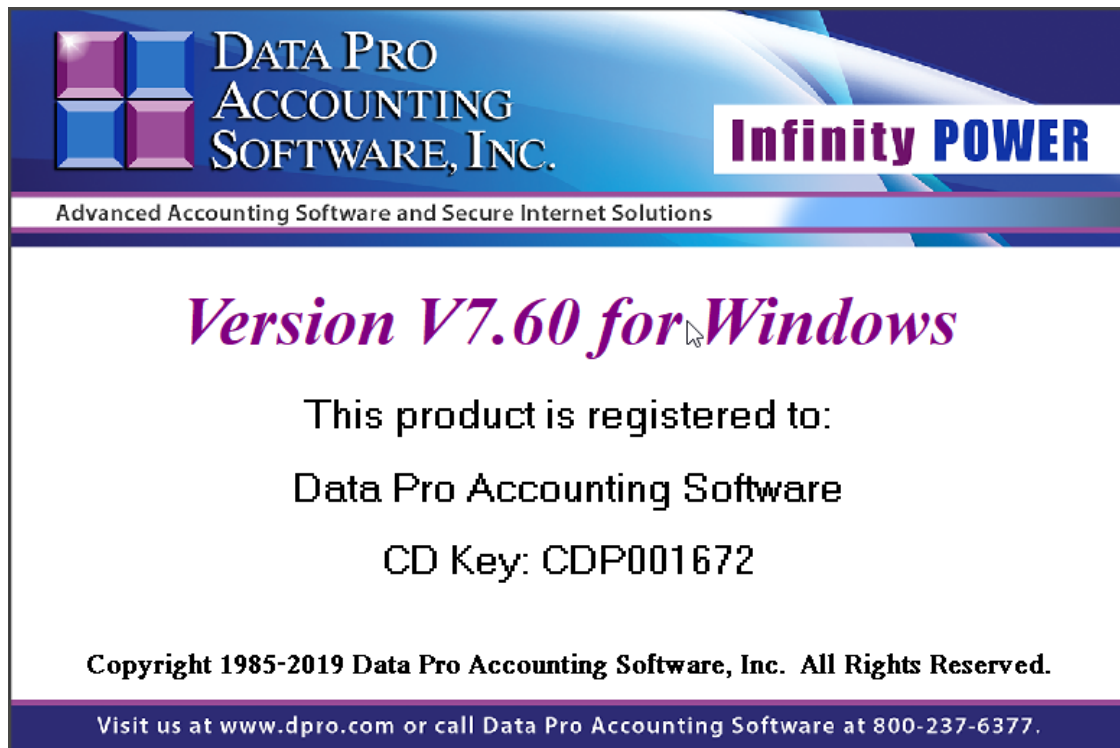 DATA PRO
ACCOUNTING
SOFTWARE, INC.
Infinity POWER
Advanced Accounting Software and Secure Internet Solutions
Version V7.60 for Windows
This product is registered to:
Data Pro Accounting Software
CD Key: CDP001672
Copyright 1985-2019 Data Pro Accounting Software, Inc. All Rights Reserved.
Visit us at www.dpro.com or call Data Pro Accounting Software at 800-237-6377.